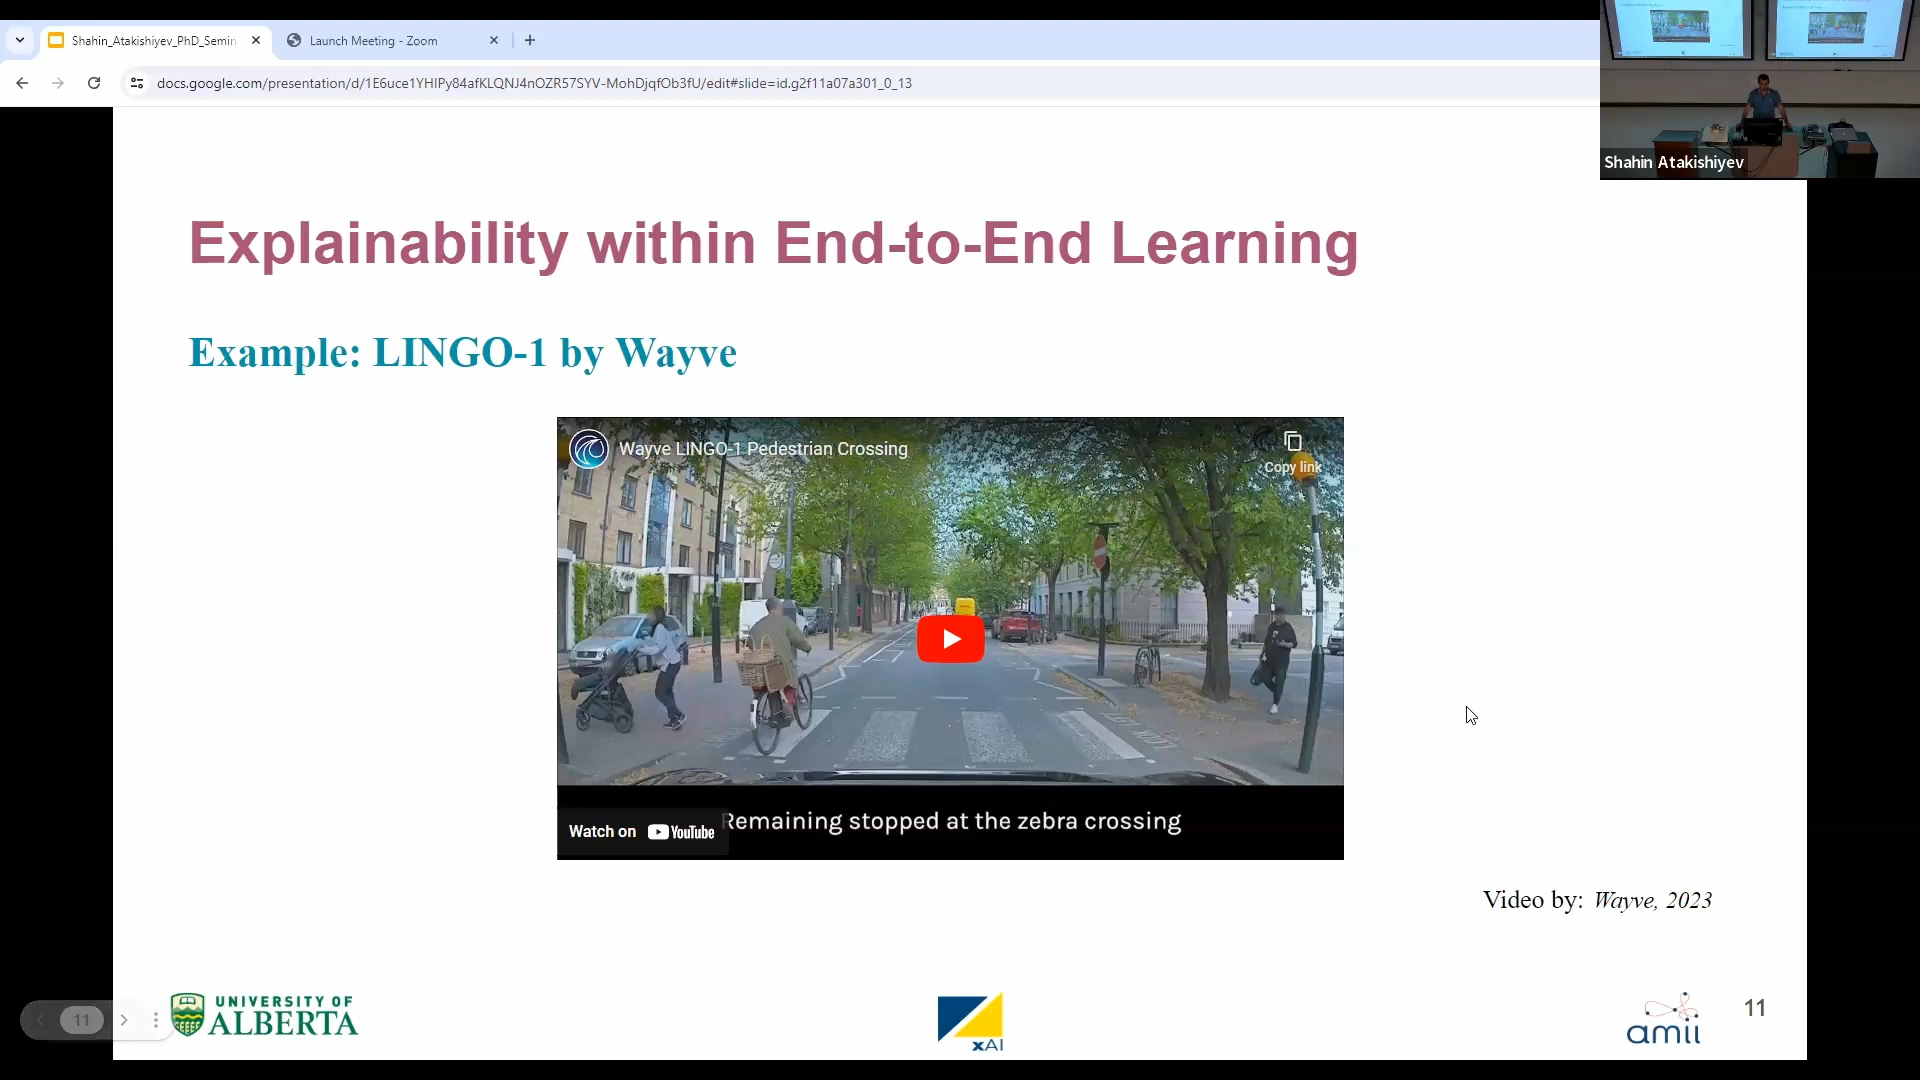 Shahin_Atakishiyev_PhD_Semin
Launch Meeting - Zoom
docs.google.com/presentation/d/1E6uce1YHIPy84afKLQNJ4nOZR57SYV-MohDjqfOb3fU/edit#slide=id.g2f11a07a301_0_13
Shahin Atakishiyev
Explainability within End-to-End Learning
Example: LINGO-1 by Wayve
Wayve LINGO-1 Pedestrian Crossing
Copy link
LOOK
Watch on YouTube
Remaining stopped at the zebra crossing
Video by: Wayve, 2023
11
UNIVERSITY OF
ALBERTA
xAI
amii
11